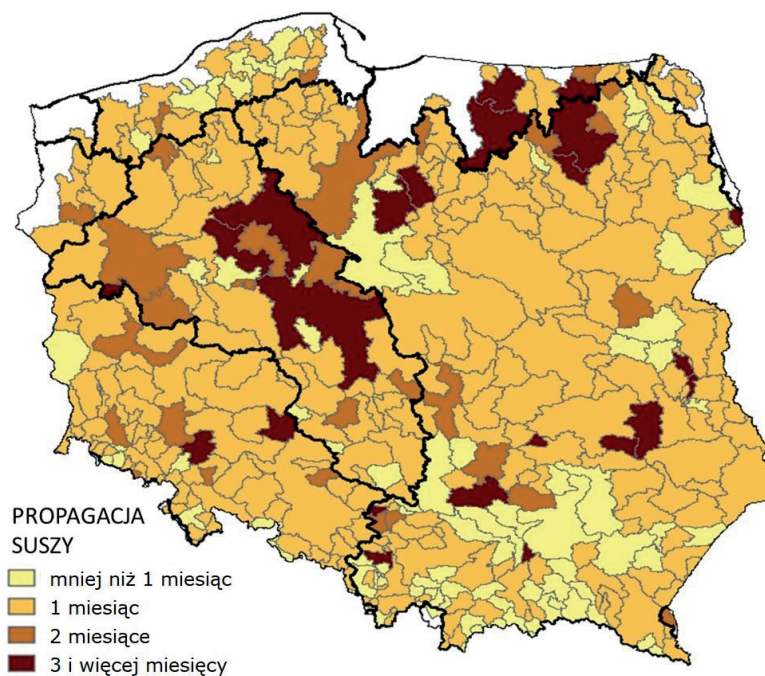 PROPAGACJA
SUSZY
mniej niż 1 miesiąc
1 miesiąc
2 miesiące
3 i więcej miesięcy